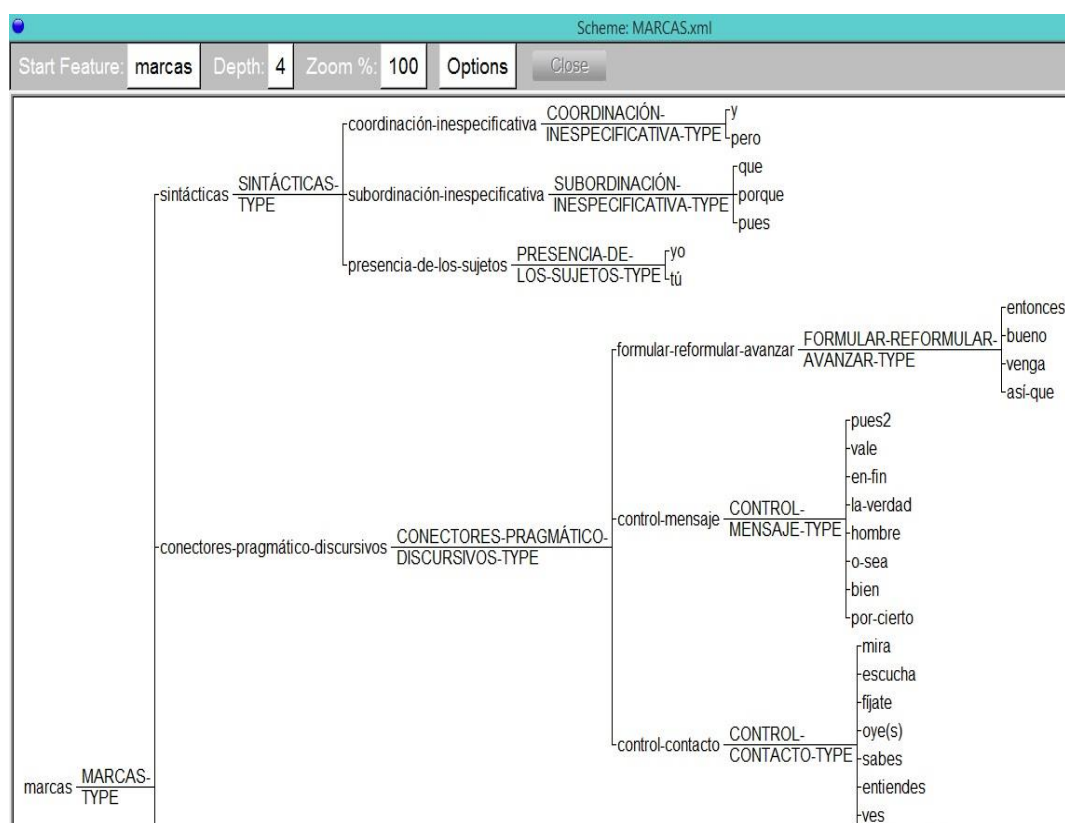 Scheme: MARCAS.xml
Start Feature: marcas Depth: 4 Zoom %: 100 Options Close
coordinación-inespecificativa COORDINACIÓN-
INESPECIFICATIVA-TYPE
y
pero
sintácticas SINTÁCTICAS-
TYPE
subordinación-inespecificativa SUBORDINACIÓN-
INESPECIFICATIVA-TYPE
que
porque
pues
presencia-de-los-sujetos PRESENCIA-DE-
LOS-SUJETOS-TYPE
yo
tú
formular-reformular-avanzar FORMULAR-REFORMULAR-
AVANZAR-TYPE
entonces
bueno
venga
así-que
conectores-pragmático-discursivos CONECTORES-PRAGMÁTICO-
DISCURSIVOS-TYPE
control-mensaje CONTROL-
MENSAJE-TYPE
pues2
vale
en-fin
la-verdad
hombre
o-sea
bien
por-cierto
control-contacto CONTROL-
CONTACTO-TYPE
mira
escucha
fíjate
oye(s)
sabes
entiendes
ves
marcas MARCAS-
TYPE